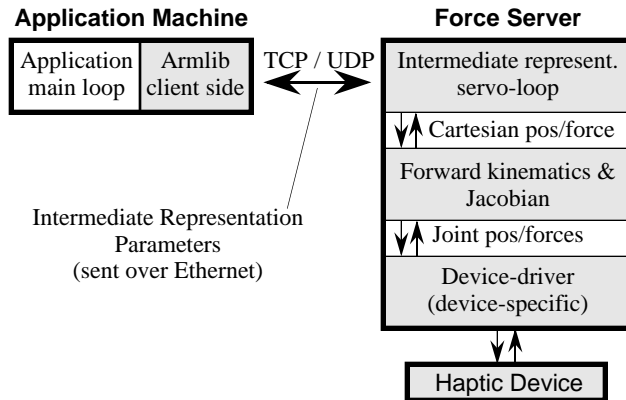 Application Machine
Force Server
Application
main loop
Armlib
client side
TCP / UDP
Intermediate represent.
servo-loop
Cartesian pos/force
Forward kinematics &
Jacobian
Intermediate Representation
Parameters
(sent over Ethernet)
Joint pos/forces
Device-driver
(device-specific)
Haptic Device